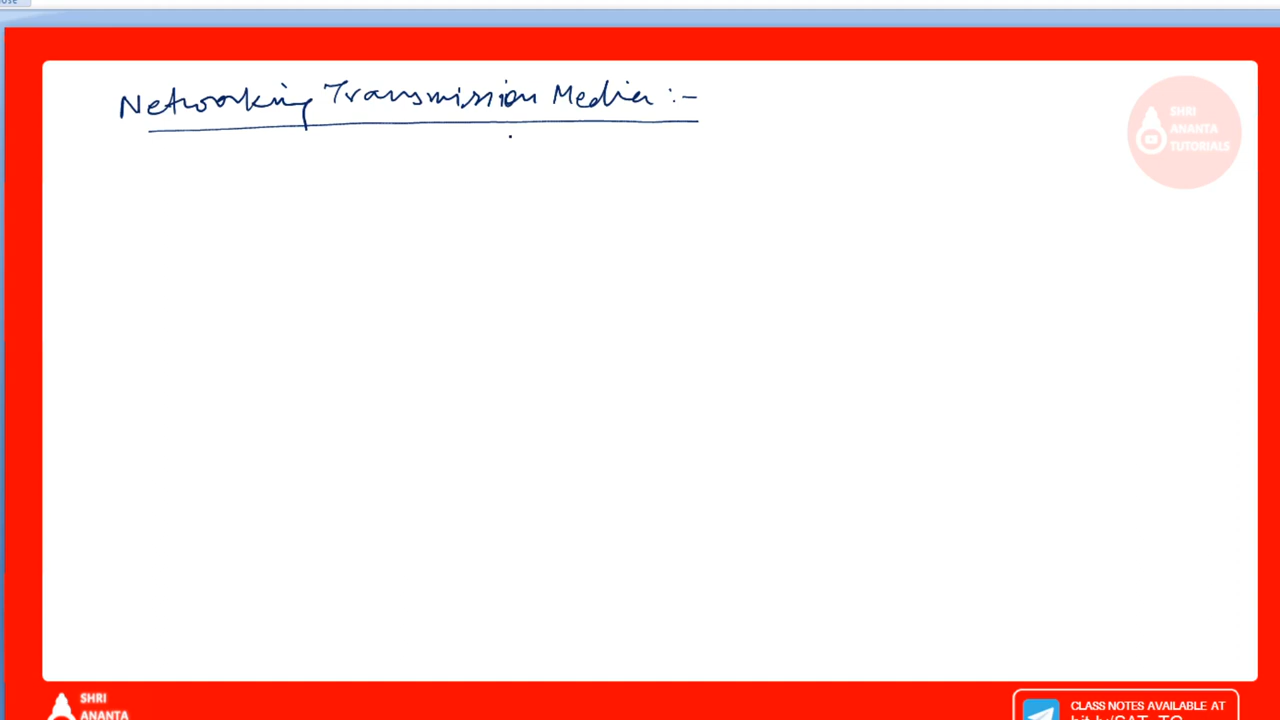 Networking Transmission Media :-
SHRI
ANANTA
TUTORIALS
SHRI
ANANTA
CLASS NOTES AVAILABLE AT